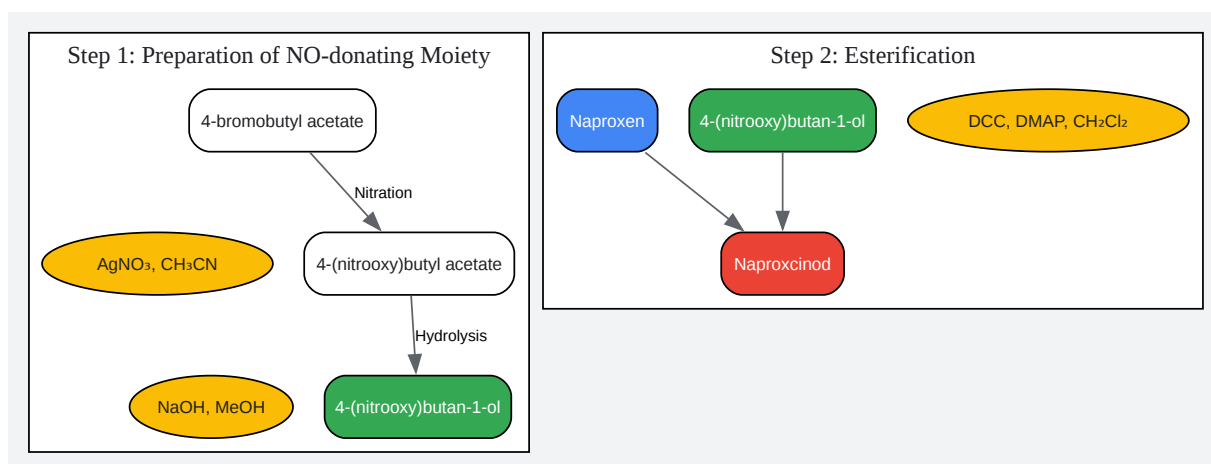 Step 1: Preparation of NO-donating Moiety
4-bromobutyl acetate
Nitration
AgNO₃, CH₃CN
4-(nitrooxy)butyl acetate
Hydrolysis
NaOH, MeOH
4-(nitrooxy)butan-1-ol
Step 2: Esterification
Naproxen
4-(nitrooxy)butan-1-ol
DCC, DMAP, CH₂Cl₂
Naproxcinod